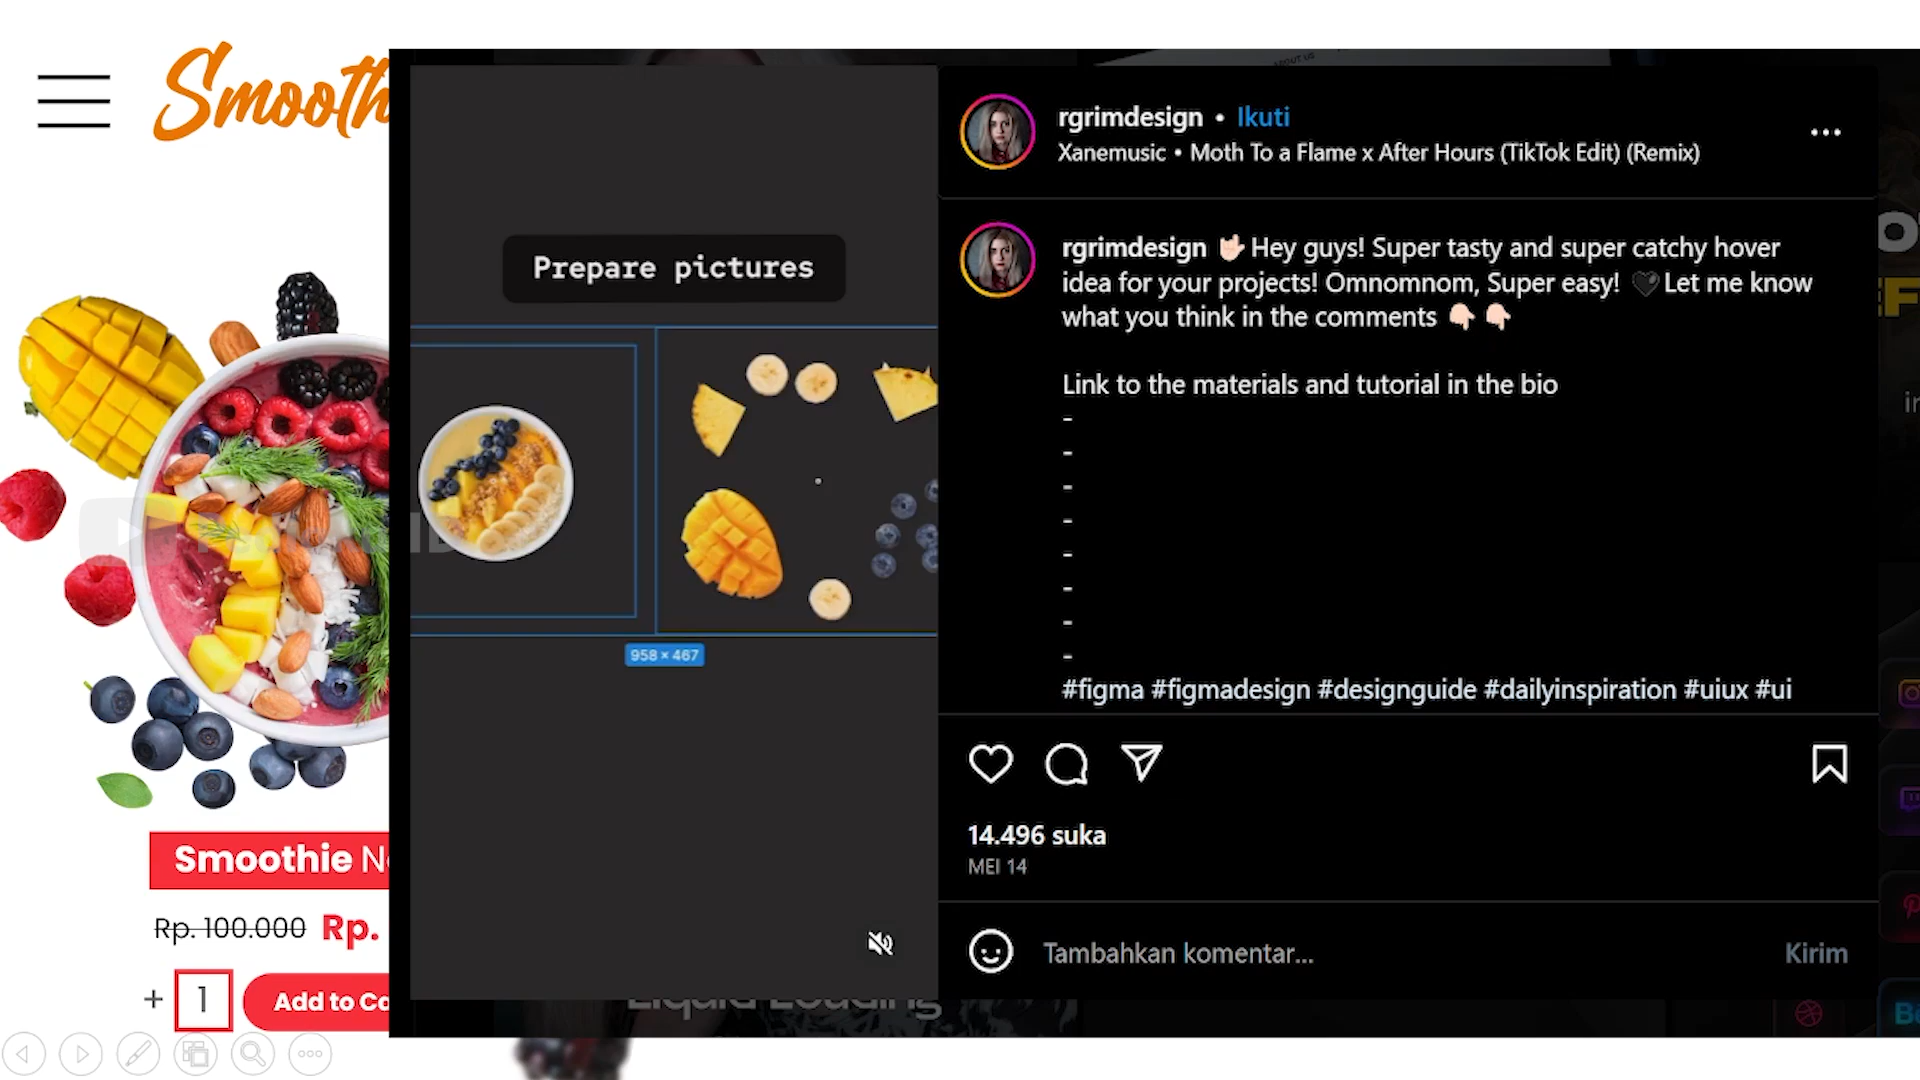 Smooth
rgrimdesign • Ikuti
Xanemusic • Moth To a Flame x After Hours (TikTok Edit) (Remix)
Prepare pictures
rgrimdesign 🤟🏻Hey guys! Super tasty and super catchy hover
idea for your projects! Omnomnom, Super easy! 🖤Let me know
what you think in the comments 👇🏻 👇🏻
Link to the materials and tutorial in the bio
-
-
-
-
-
-
-
-
958 × 467
#figma #figmadesign #designguide #dailyinspiration #uiux #ui
14.496 suka
MEI 14
Smoothie
Rp. 100.000 Rp.
+ 1 Add to
Tambahkan komentar... Kirim
Liquid Loading